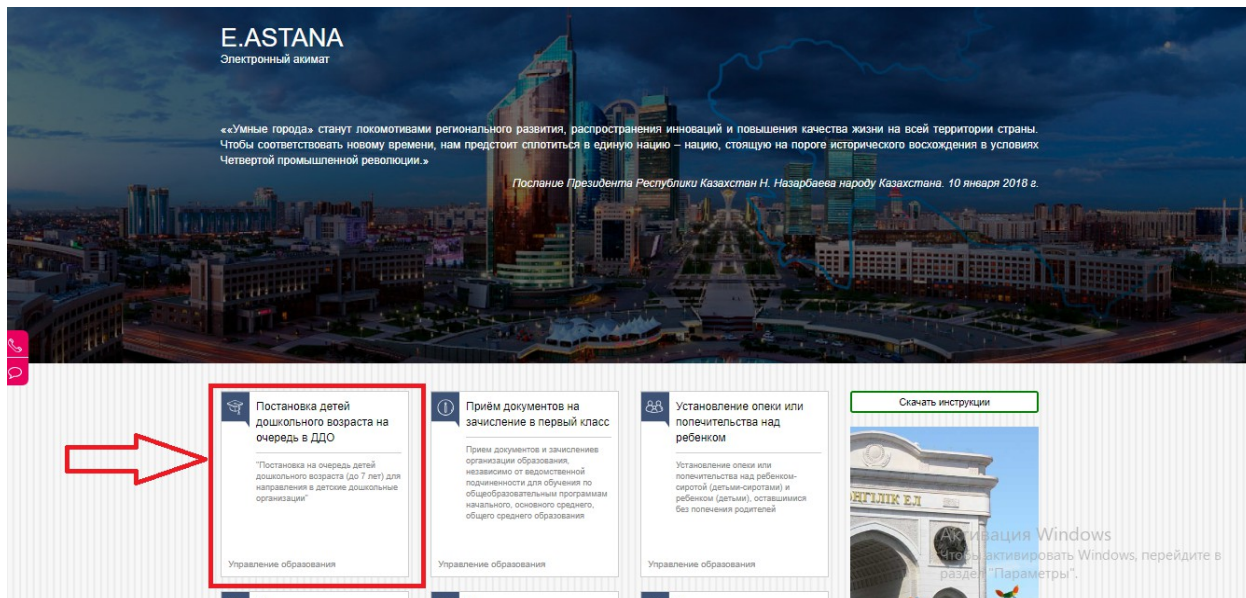 E.ASTANA
Электронный акимат
««Умные города» станут локомотивами регионального развития, распространения инноваций и повышения качества жизни на всей территории страны.
Чтобы соответствовать новому времени, нам предстоит сплотиться в единую нацию – нацию, стоящую на пороге исторического восхождения в условиях
Четвертой промышленной революции.»
Послание Президента Республики Казахстан Н. Назарбаева народу Казахстана. 10 января 2018 г.
Постановка детей
дошкольного возраста на
очередь в ДДО
"Постановка на очередь детей
дошкольного возраста (до 7 лет) для
направления в детские дошкольные
организации"
Управление образования
Приём документов на
зачисление в первый класс
Прием документов и зачислениев
организации образования,
независимо от ведомственной
подчиненности для обучения по
общеобразовательным программам
начального, основного среднего,
общего среднего образования
Управление образования
Установление опеки или
попечительства над
ребенком
Установление опеки или
попечительства над ребенком-
сиротой (детьми-сиротами) и
ребенком (детьми), оставшимися
без попечения родителей
Управление образования
Скачать инструкции
ӘҢГІЛІК ЕЛ
Активация Windows
Чтобы активировать Windows, перейдите в
раздел "Параметры".